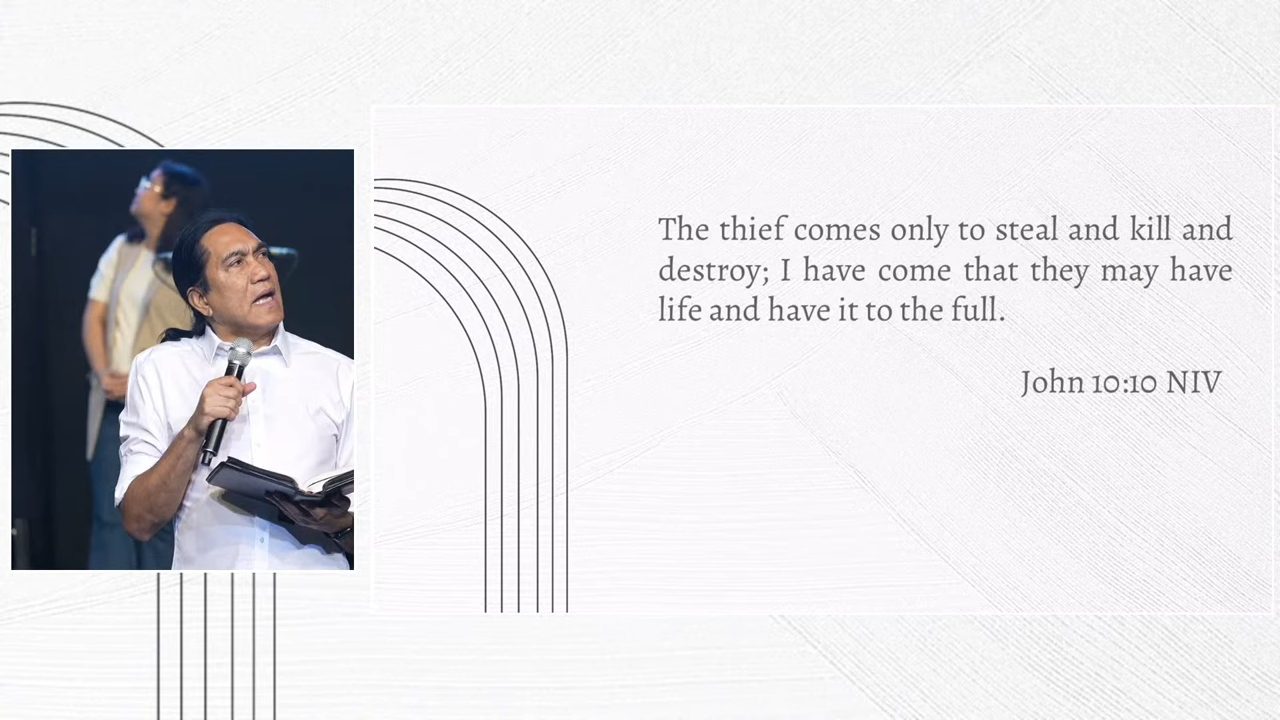 The thief comes only to steal and kill and
destroy; I have come that they may have
life and have it to the full.
John 10:10 NIV